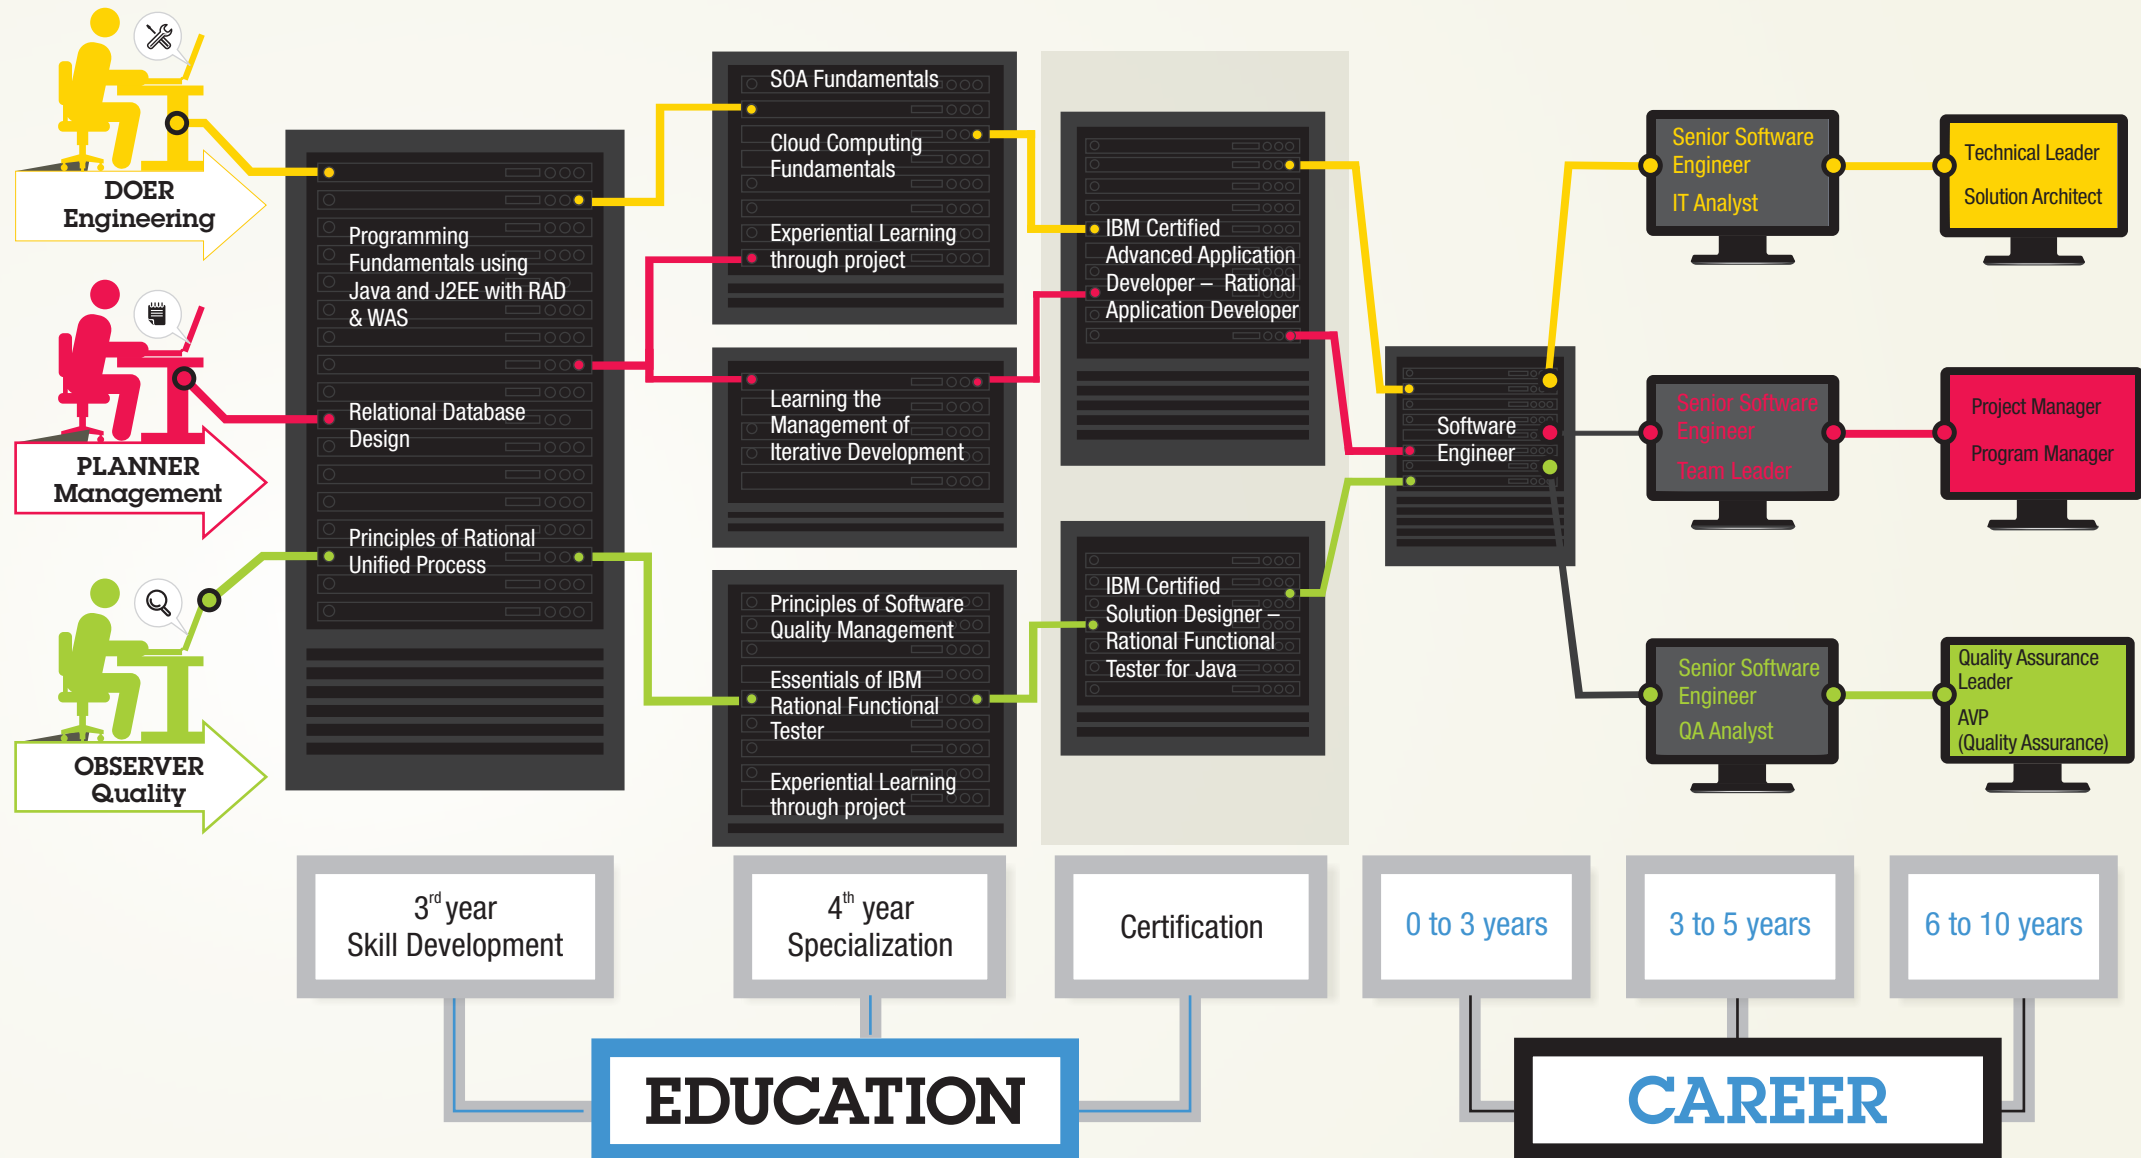 DOER
Engineering
PLANNER
Management
OBSERVER
Quality
Programming
Fundamentals using
Java and J2EE with RAD
& WAS
Relational Database
Design
Principles of Rational
Unified Process
SOA Fundamentals
Cloud Computing
Fundamentals
Experiential Learning
through project
Learning the
Management of
Iterative Development
Principles of Software
Quality Management
Essentials of IBM
Rational Functional
Tester
Experiential Learning
through project
IBM Certified
Advanced Application
Developer – Rational
Application Developer
IBM Certified
Solution Designer –
Rational Functional
Tester for Java
Software
Engineer
Senior Software
Engineer
IT Analyst
Technical Leader
Solution Architect
Senior Software
Engineer
Team Leader
Project Manager
Program Manager
Senior Software
Engineer
QA Analyst
Quality Assurance
Leader
AVP
(Quality Assurance)
3rd year
Skill Development
4th year
Specialization
Certification
0 to 3 years
3 to 5 years
6 to 10 years
EDUCATION
CAREER